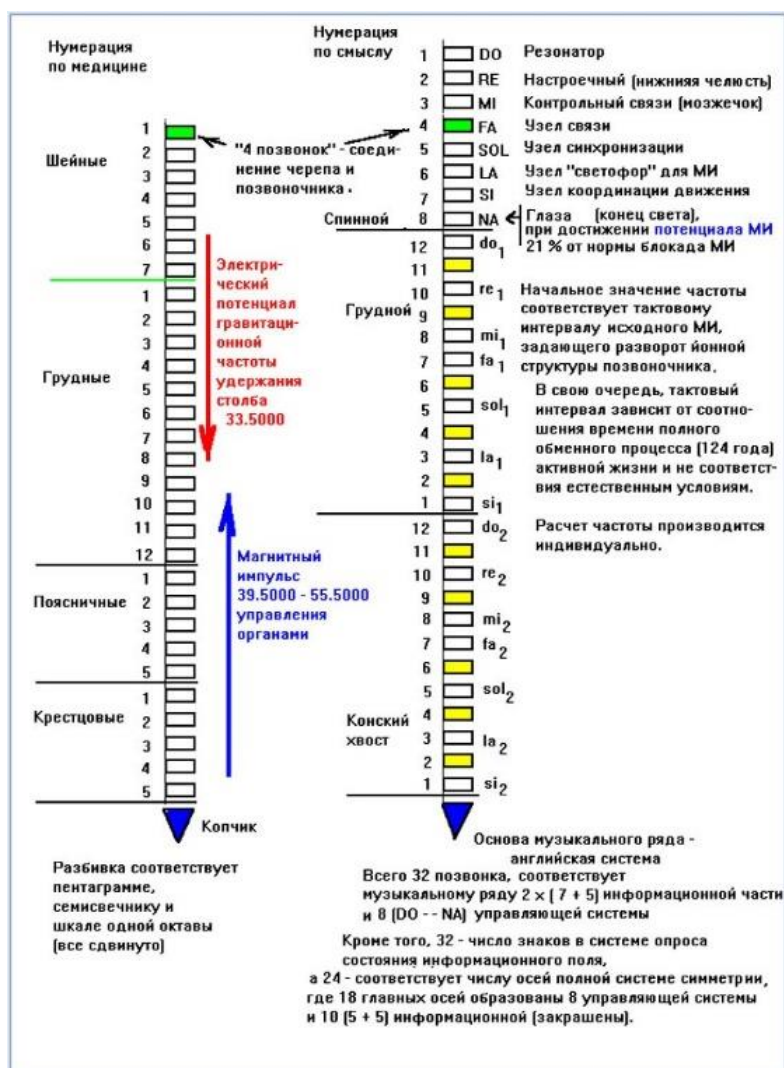 Нумерация
по медицине
1
2
Шейные
3
4
5
6
7
1
2
3
Грудные
4
5
6
7
8
9
10
11
12
1
Поясничные
2
3
4
5
1
Крестцовые
2
3
4
5
Копчик
Разбивка соответствует
пентаграмме,
семисвечнику и
шкале одной октавы
(все сдвинуто)
"4 позвонок" - соеди-
нение черепа и
позвоночника .
Электри-
ческий
потенциал
гравитаци-
онной
частоты
удержания
столба
33.5000
Магнитный
импульс
39.5000 - 55.5000
управления
органами
Нумерация
по смыслу
1 DO Резонатор
2 RE Настроечный (нижнияя челюсть)
3 MI Контрольный связи (мозжечок)
4 FA Узел связи
5 SOL Узел синхронизации
6 LA Узел "светофор" для МИ
7 SI Узел координации движения
Спинной 8 NA Глаза (конец света),
при достижении потенциала МИ
21 % от нормы блокада МИ
12 do1
11
10 re1
Грудной 9
8 mi1
7 fa1
6
5 sol1
4
3 la1
2
1 si1
Начальное значение частоты
соответствует тактовому
интервалу исходного МИ,
задающего разворот йонной
структуры позвоночника.
В свою очередь, тактовый
интервал зависит от соотно-
шения времени полного
обменного процесса (124 года)
активной жизни и не соответст-
вия естественным условиям.
12 do2
11
10 re2
9
8 mi2
7 fa2
6
5 sol2
Конский
хвост
4
3 la2
2
1 si2
Расчет частоты производится
индивидуально.
Основа музыкального ряда -
английская система
Всего 32 позвонка, соответствует
музыкальному ряду 2 x ( 7 + 5) информационной части
и 8 (DO -- NA) управляющей системы
Кроме того, 32 - число знаков в системе опроса
состояния информационного поля,
а 24 - соответствует числу осей полной системе симметрии,
где 18 главных осей образованы 8 управляющей системы
и 10 (5 + 5) информационной (закрашены).